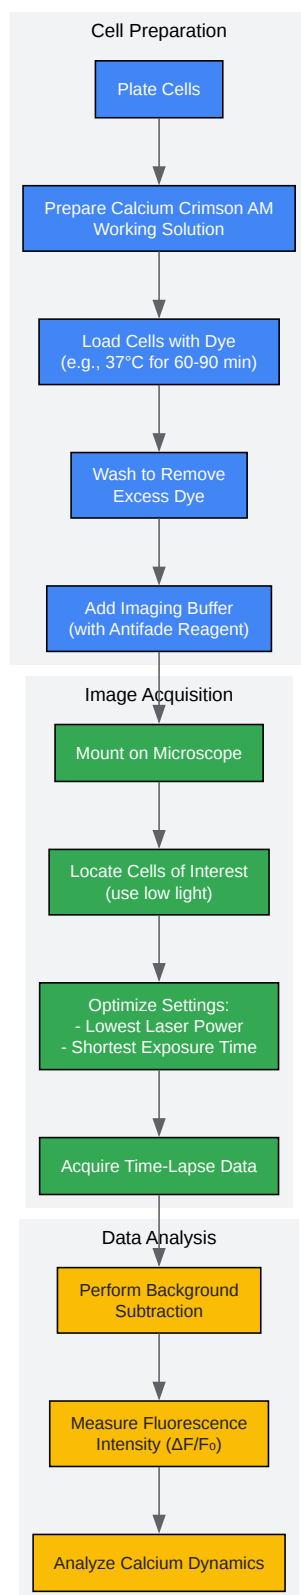 Cell Preparation
Plate Cells
Prepare Calcium Crimson AM
Working Solution
Load Cells with Dye
(e.g., 37°C for 60-90 min)
Wash to Remove
Excess Dye
Add Imaging Buffer
(with Antifade Reagent)
Image Acquisition
Mount on Microscope
Locate Cells of Interest
(use low light)
Optimize Settings:
- Lowest Laser Power
- Shortest Exposure Time
Acquire Time-Lapse Data
Data Analysis
Perform Background
Subtraction
Measure Fluorescence
Intensity (ΔF/F₀)
Analyze Calcium Dynamics